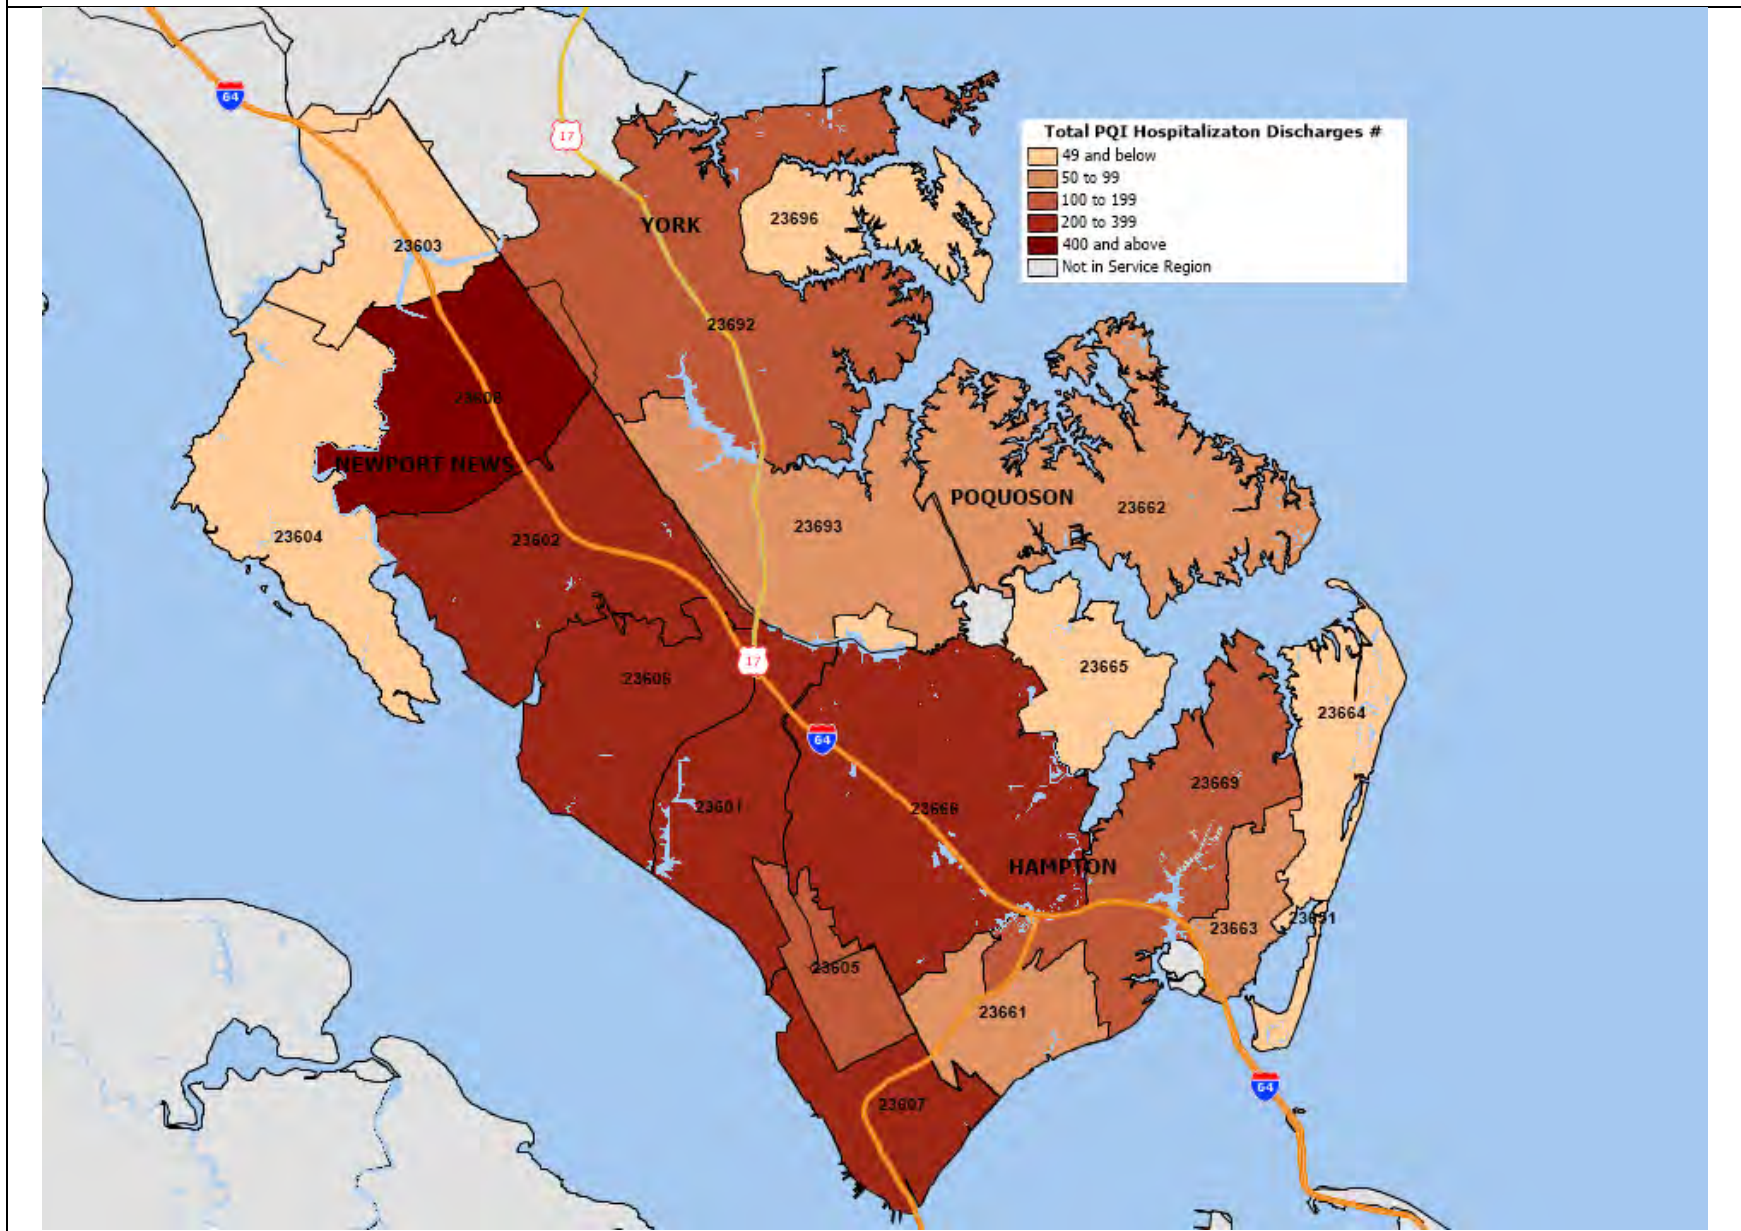 64
17
Total PQI Hospitalizaton Discharges #
49 and below
50 to 99
100 to 199
200 to 399
400 and above
Not in Service Region
23696
YORK
23603
23692
23608
NEWPORT NEWS
POQUOSON
23662
23693
23604
23602
17
23665
23606
23664
64
23669
23601
23666
HAMPTON
23651
23663
23605
23661
64
23607